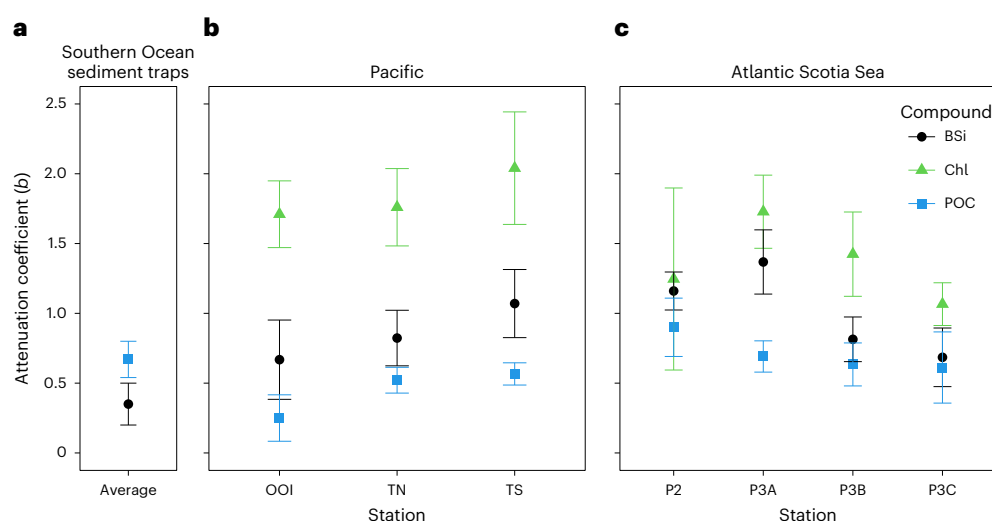 a
Southern Ocean
sediment traps
b
Pacific
c
Atlantic Scotia Sea
Attenuation coefficient (b)
2.5
2.0
1.5
1.0
0.5
0
Compound
BSi
Chl
POC
Average
OOI
TN
TS
Station
P2
P3A
P3B
P3C
Station